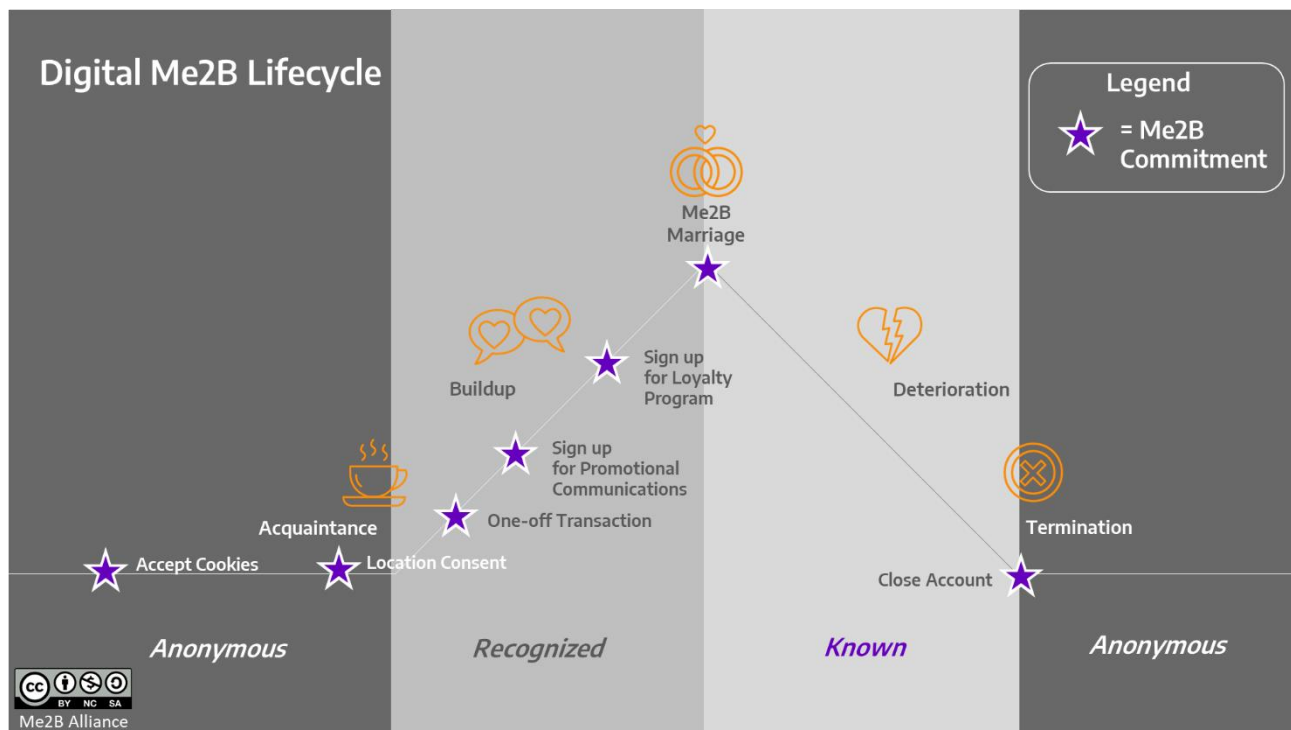 Digital Me2B Lifecycle
Legend
= Me2B
Commitment
Me2B
Marriage
Sign up
for Loyalty
Program
Buildup
Deterioration
Sign up
for Promotional
Communications
One-off Transaction
Acquaintance
Termination
Accept Cookies
Location Consent
Close Account
Anonymous
Recognized
Known
Anonymous
cc
BY NC SA
Me2B Alliance